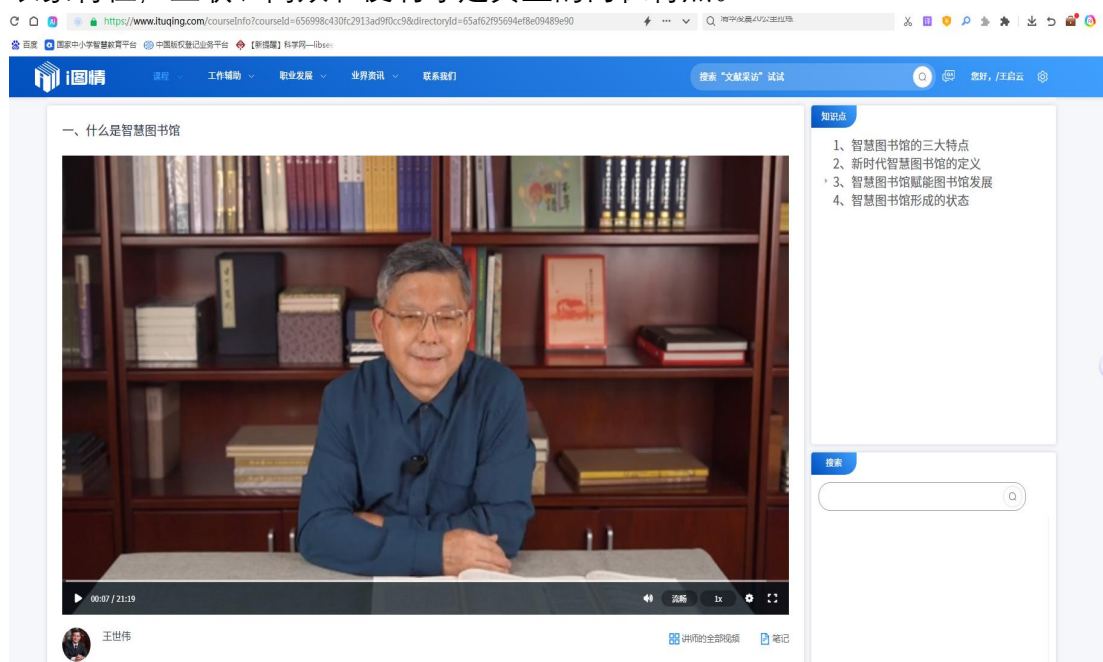 https://www.ituqing.com/courseInfo?courseId=656998c430fc2913ad9f0cc9&directoryId=5af62f95694ef8e09489e90
百度 国家中小学智慧教育平台 中国版权登记业务平台 【新提醒】科学网—libse
i图情 课程 工作辅助 职业发展 业界资讯 联系我们 搜索“文献采访”试试 您好，/王启云
一、什么是智慧图书馆
知识点
1、智慧图书馆的三大特点
2、新时代智慧图书馆的定义
3、智慧图书馆赋能图书馆发展
4、智慧图书馆形成的状态
搜索
00:07 / 21:19 流畅 1x
王世伟 讲师的全部视频 笔记